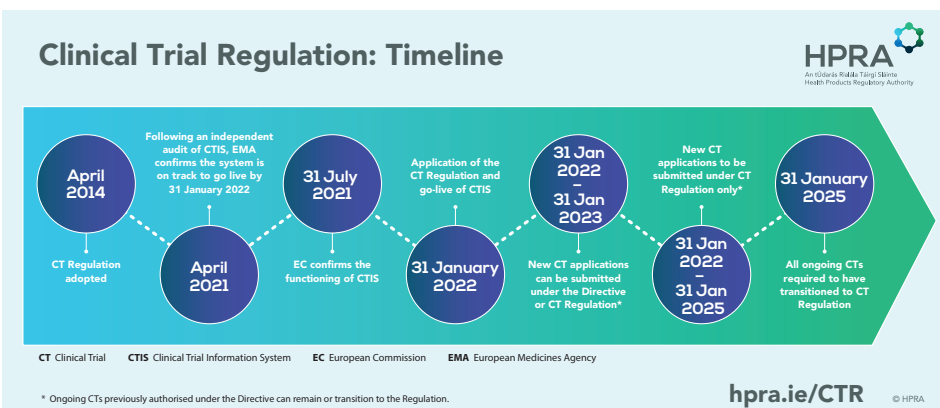 Clinical Trial Regulation: Timeline
HPRA
An tÚdarás Rialála Táirgí Sláinte
Health Products Regulatory Authority
April
2014
CT Regulation
adopted
Following an independent
audit of CTIS, EMA
confirms the system is
on track to go live by
31 January 2022
April
2021
31 July
2021
EC confirms the
functioning of CTIS
Application of the
CT Regulation and
go-live of CTIS
31 January
2022
31 Jan
2022
–
31 Jan
2023
New CT applications
can be submitted
under the Directive
or CT Regulation*
New CT
applications to be
submitted under CT
Regulation only*
31 Jan
2022
–
31 Jan
2025
31 January
2025
All ongoing CTs
required to have
transitioned to CT
Regulation
CT Clinical Trial CTIS Clinical Trial Information System EC European Commission EMA European Medicines Agency
* Ongoing CTs previously authorised under the Directive can remain or transition to the Regulation.
hpra.ie/CTR
© HPRA